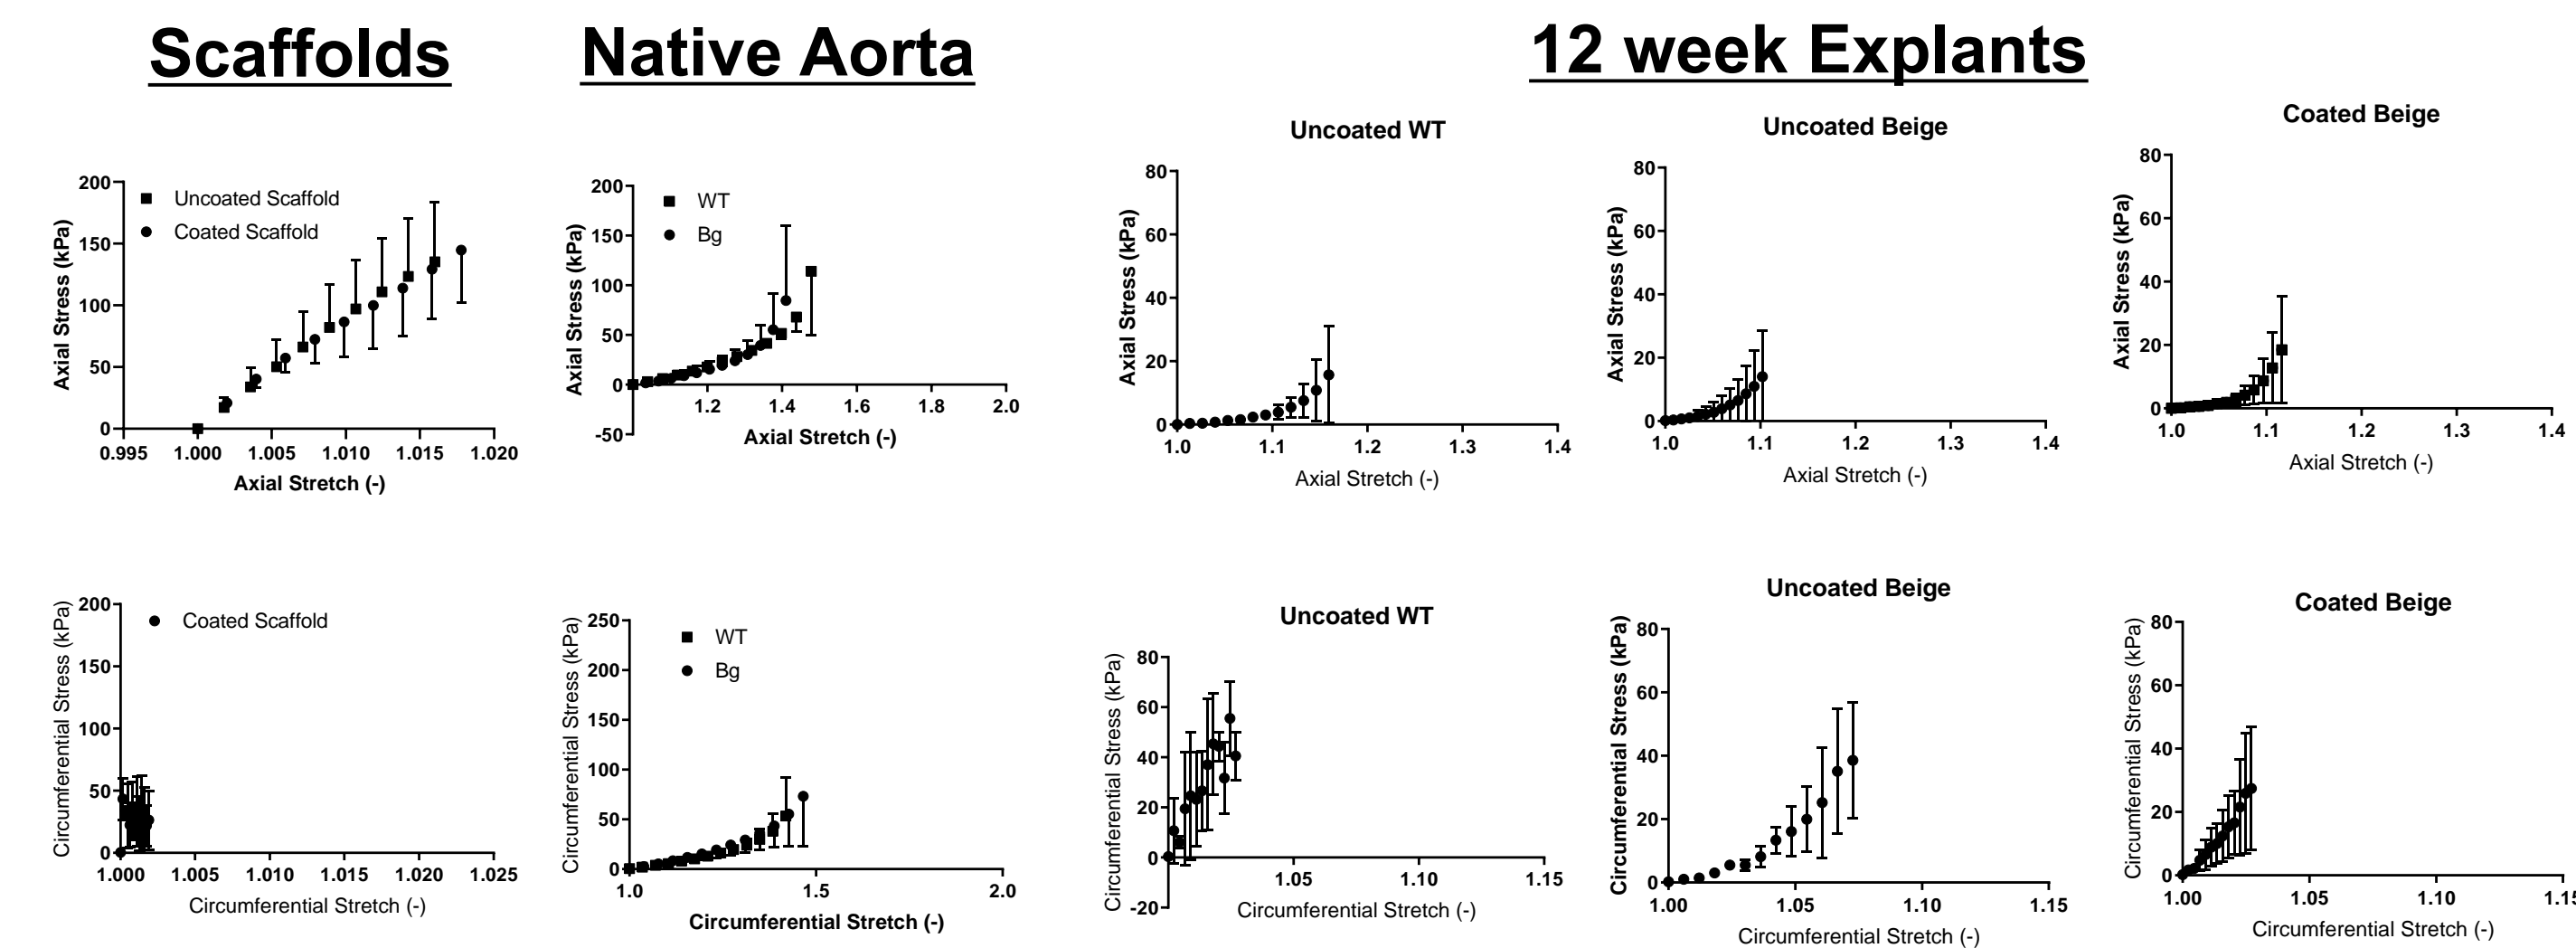 Scaffolds
Native Aorta
12 week Explants
Uncoated WT
Uncoated Beige
Coated Beige
200
150
100
50
0
Axial Stress (kPa)
Uncoated Scaffold
Coated Scaffold
0.995 1.000 1.005 1.010 1.015 1.020
Axial Stretch (-)
200
150
100
50
0
-50
Axial Stress (kPa)
WT
Bg
1.2 1.4 1.6 1.8 2.0
Axial Stretch (-)
80
60
40
20
0
Axial Stress (kPa)
1.0 1.1 1.2 1.3 1.4
Axial Stretch (-)
80
60
40
20
0
Axial Stress (kPa)
1.0 1.1 1.2 1.3 1.4
Axial Stretch (-)
80
60
40
20
0
Axial Stress (kPa)
1.0 1.1 1.2 1.3 1.4
Axial Stretch (-)
200
150
100
50
0
Circumferential Stress (kPa)
Coated Scaffold
1.000 1.005 1.010 1.015 1.020 1.025
Circumferential Stretch (-)
250
200
150
100
50
0
Circumferential Stress (kPa)
WT
Bg
1.0 1.5 2.0
Circumferential Stretch (-)
Uncoated WT
80
60
40
20
0
-20
Circumferential Stress (kPa)
1.05 1.10 1.15
Circumferential Stretch (-)
Uncoated Beige
80
60
40
20
0
Circumferential Stress (kPa)
1.00 1.05 1.10 1.15
Circumferential Stretch (-)
Coated Beige
80
60
40
20
0
Circumferential Stress (kPa)
1.00 1.05 1.10 1.15
Circumferential Stretch (-)